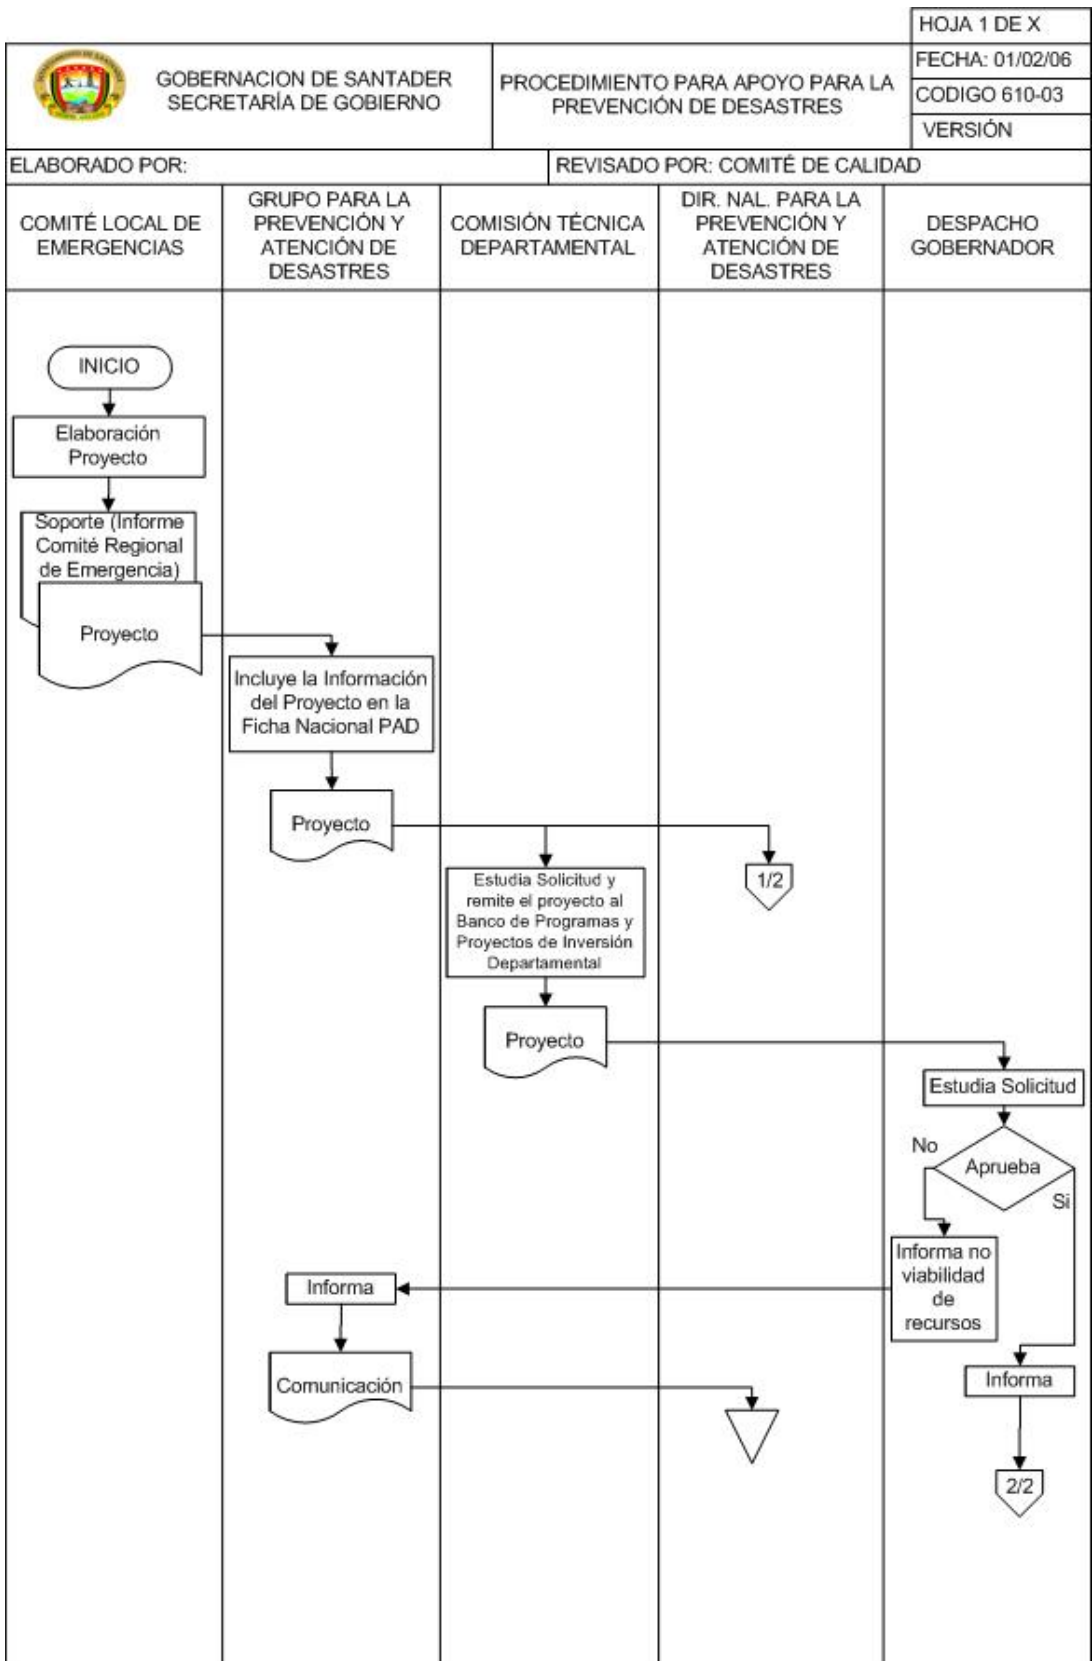 HOJA 1 DE X
GOBERNACION DE SANTADER
SECRETARÍA DE GOBIERNO
PROCEDIMIENTO PARA APOYO PARA LA
PREVENCIÓN DE DESASTRES
FECHA: 01/02/06
CODIGO 610-03
VERSIÓN
ELABORADO POR:
REVISADO POR: COMITÉ DE CALIDAD
COMITÉ LOCAL DE
EMERGENCIAS
GRUPO PARA LA
PREVENCIÓN Y
ATENCIÓN DE
DESASTRES
COMISIÓN TÉCNICA
DEPARTAMENTAL
DIR. NAL. PARA LA
PREVENCIÓN Y
ATENCIÓN DE
DESASTRES
DESPACHO
GOBERNADOR
INICIO
Elaboración
Proyecto
Soporte (Informe
Comité Regional
de Emergencia)
Proyecto
Incluye la Información
del Proyecto en la
Ficha Nacional PAD
Proyecto
1/2
Estudia Solicitud y
remite el proyecto al
Banco de Programas y
Proyectos de Inversión
Departamental
Proyecto
Estudia Solicitud
No
Aprueba
Si
Informa no
viabilidad
de
recursos
Informa
Comunicación
Informa
2/2